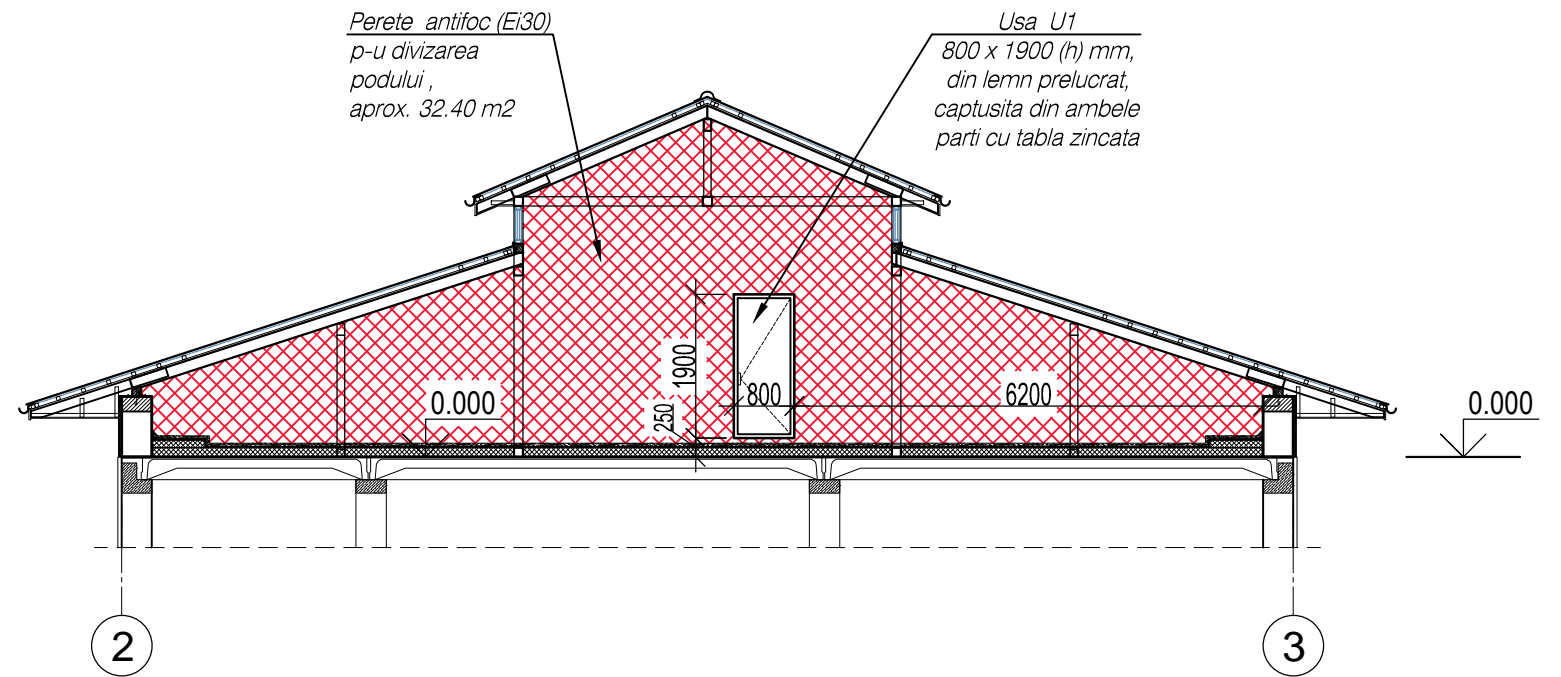 Perete antifoc (Ei30)
p-u divizarea
podului ,
aprox. 32.40 m2
Usa U1
800 x 1900 (h) mm,
din lemn prelucrat,
captusita din ambele
parti cu tabla zincata
1900
250
800
6200
0.000
0.000
2
3